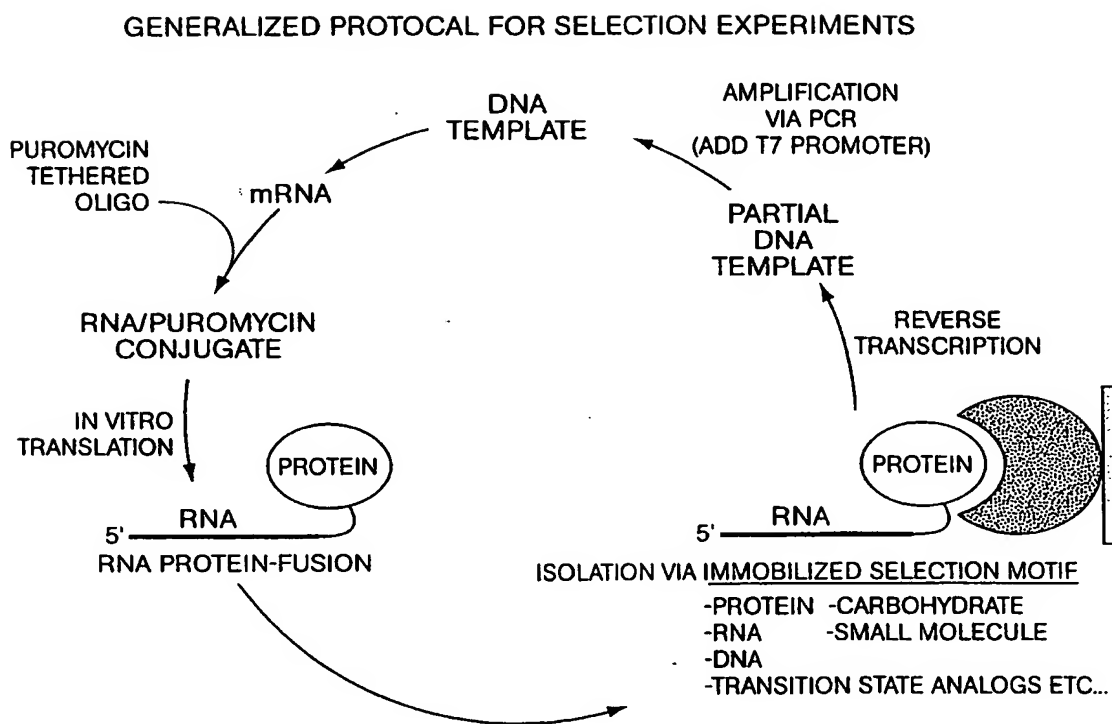 GENERALIZED PROTOCAL FOR SELECTION EXPERIMENTS
DNA
TEMPLATE
AMPLIFICATION
VIA PCR
(ADD T7 PROMOTER)
PUROMYCIN
TETHERED
OLIGO
mRNA
PARTIAL
DNA
TEMPLATE
RNA/PUROMYCIN
CONJUGATE
REVERSE
TRANSCRIPTION
IN VITRO
TRANSLATION
PROTEIN
5' RNA
RNA PROTEIN-FUSION
PROTEIN
5' RNA
ISOLATION VIA IMMOBILIZED SELECTION MOTIF
-PROTEIN -CARBOHYDRATE
-RNA -SMALL MOLECULE
-DNA
-TRANSITION STATE ANALOGS ETC...